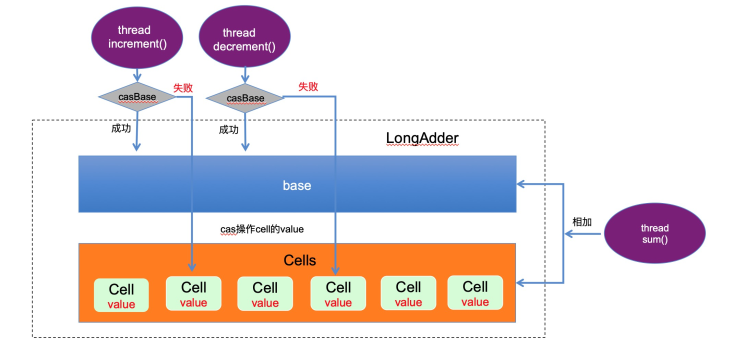 thread
increment()
thread
decrement()
casBase
失败
casBase
失败
成功
成功
LongAdder
base
相加
thread
sum()
cas操作cell的value
Cells
Cell
value
Cell
value
Cell
value
Cell
value
Cell
value
Cell
value